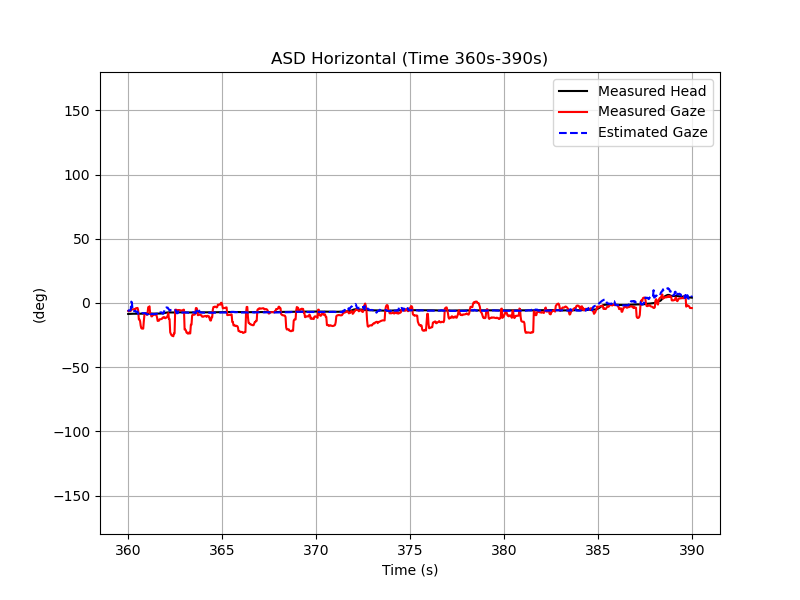 ASD Horizontal (Time 360s-390s)
Measured Head
Measured Gaze
Estimated Gaze
150
100
50
0
−50
−100
−150
(deg)
360 365 370 375 380 385 390
Time (s)